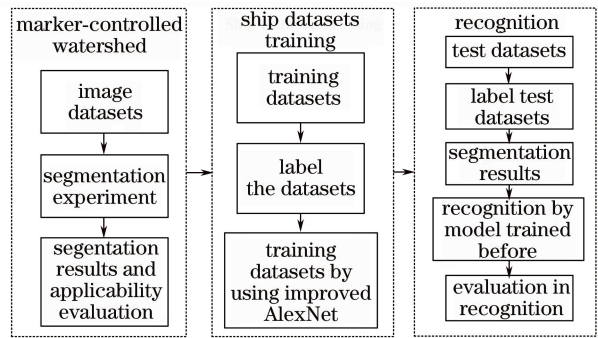 marker-controlled
watershed
image
datasets
segmentation
experiment
segentation
results and
applicability
evaluation
ship datasets
training
training
datasets
label
the datasets
training
datasets by
using improved
AlexNet
recognition
test datasets
label test
datasets
segmentation
results
recognition by
model trained
before
evaluation in
recognition